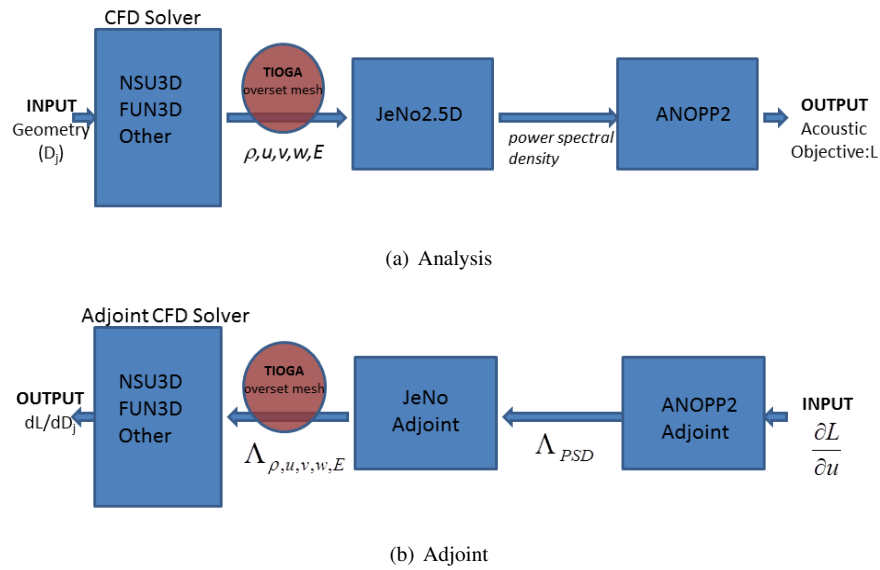 CFD Solver
INPUT
Geometry
(Dj)
NSU3D
FUN3D
Other
TIOGA
overset mesh
ρ,u,v,w,E
JeNo2.5D
power spectral
density
ANOPP2
OUTPUT
Acoustic
Objective:L
(a) Analysis
Adjoint CFD Solver
OUTPUT
dL/dDj
NSU3D
FUN3D
Other
TIOGA
overset mesh
Λρ,u,v,w,E
JeNo
Adjoint
ΛPSD
ANOPP2
Adjoint
INPUT
∂L
∂u
(b) Adjoint